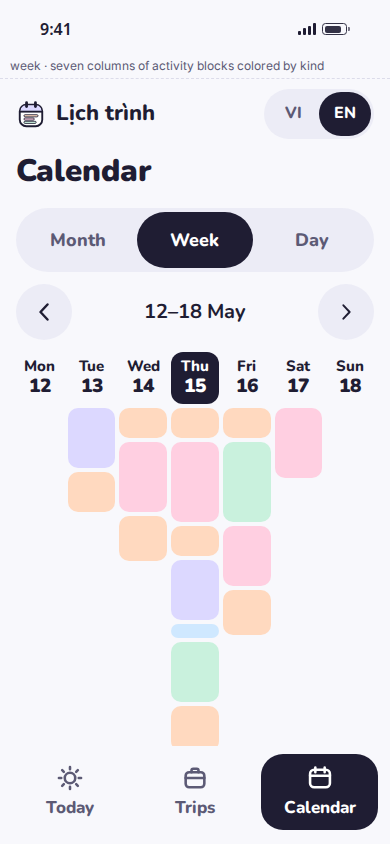 9:41
week · seven columns of activity blocks colored by kind
Lịch trình
VI EN
Calendar
Month Week Day
12–18 May
Mon Tue Wed Thu Fri Sat Sun
12 13 14 15 16 17 18
Today Trips Calendar